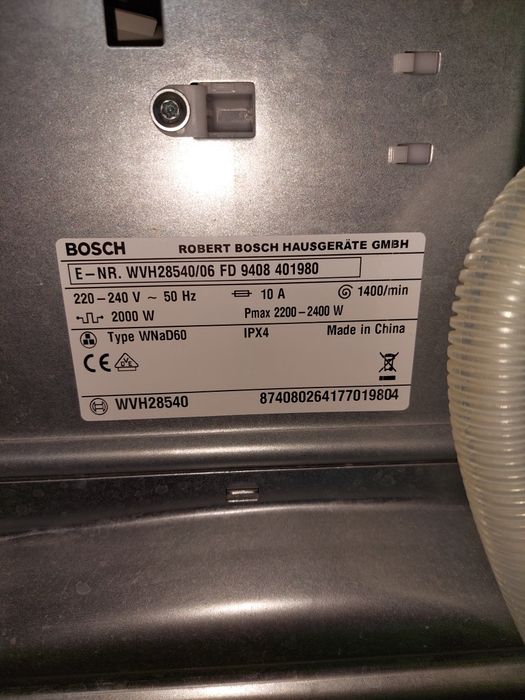 BOSCH ROBERT BOSCH HAUSGERÄTE GMBH
E-NR. WVH28540/06 FD 9408 401980
220-240 V ~ 50 Hz 10 A 1400/min
2000 W Pmax 2200-2400 W
Type WNaD60 IPX4 Made in China
CE VDE
WVH28540 874080264177019804